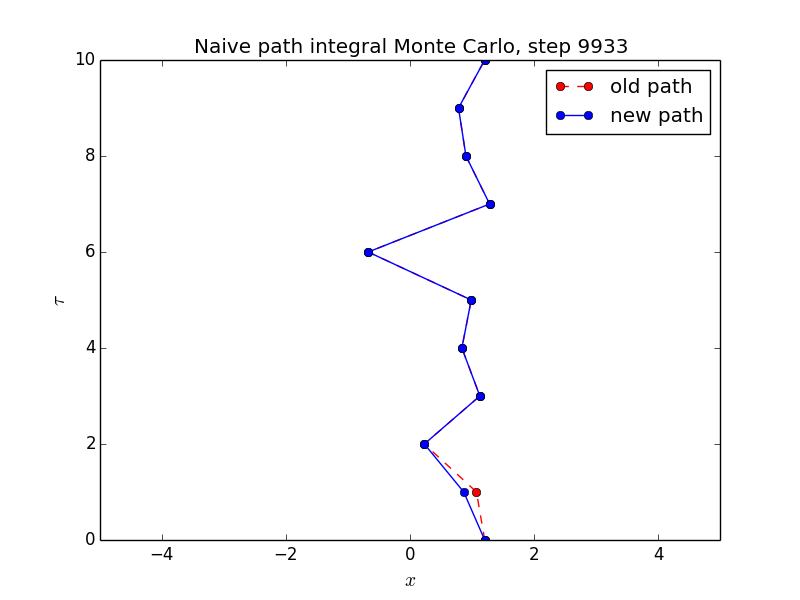 Naive path integral Monte Carlo, step 9933
old path
new path
10
8
6
4
2
0
τ
−4
−2
0
2
4
x